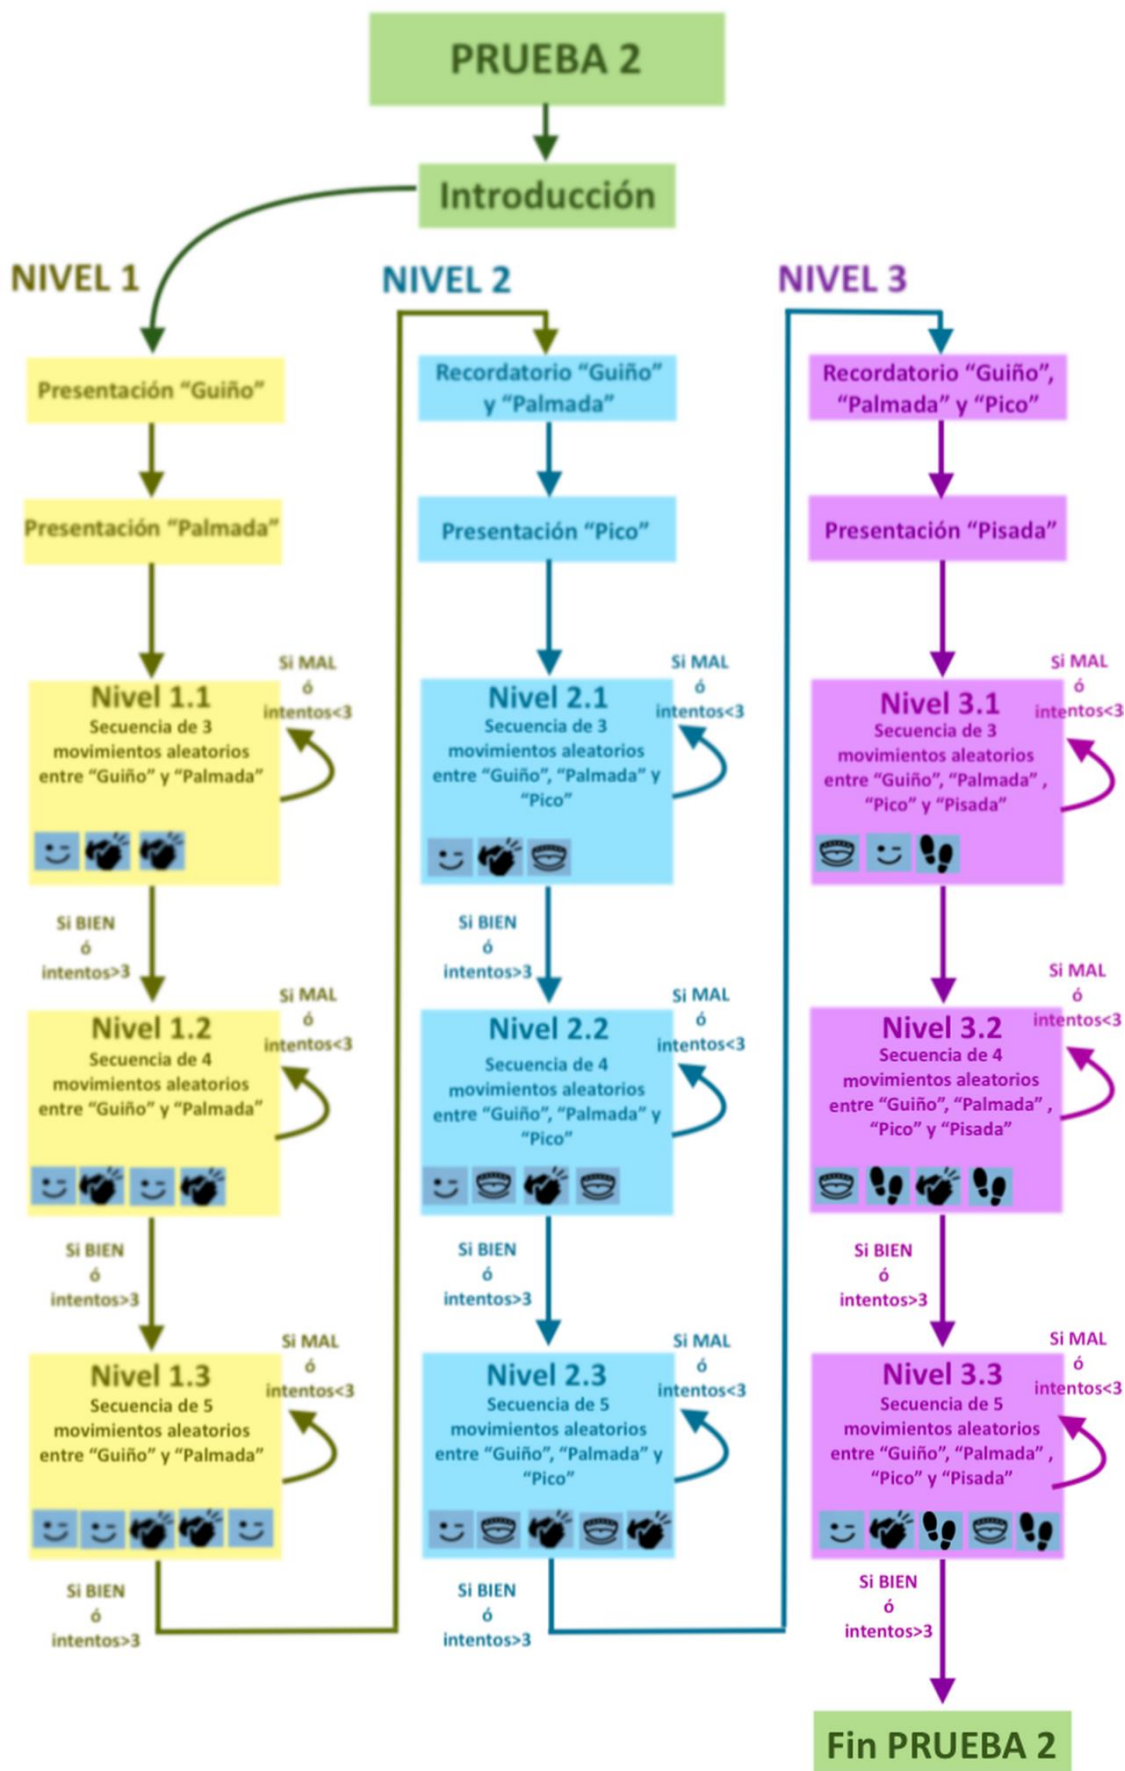 PRUEBA 2
Introducción
NIVEL 1
Presentación “Guiño”
Presentación “Palmada”
Si MAL
ó
intentos<3
Nivel 1.1
Secuencia de 3
movimientos aleatorios
entre “Guiño” y “Palmada”
Si BIEN
ó
intentos>3
Si MAL
ó
intentos<3
Nivel 1.2
Secuencia de 4
movimientos aleatorios
entre “Guiño” y “Palmada”
Si BIEN
ó
intentos>3
Si MAL
ó
intentos<3
Nivel 1.3
Secuencia de 5
movimientos aleatorios
entre “Guiño” y “Palmada”
Si BIEN
ó
intentos>3
NIVEL 2
Recordatorio “Guiño”
y “Palmada”
Presentación “Pico”
Si MAL
ó
intentos<3
Nivel 2.1
Secuencia de 3
movimientos aleatorios
entre “Guiño”, “Palmada” y
“Pico”
Si BIEN
ó
intentos>3
Si MAL
ó
intentos<3
Nivel 2.2
Secuencia de 4
movimientos aleatorios
entre “Guiño”, “Palmada” y
“Pico”
Si BIEN
ó
intentos>3
Si MAL
ó
intentos<3
Nivel 2.3
Secuencia de 5
movimientos aleatorios
entre “Guiño”, “Palmada” y
“Pico”
Si BIEN
ó
intentos>3
NIVEL 3
Recordatorio “Guiño”,
“Palmada” y “Pico”
Presentación “Pisada”
Si MAL
ó
intentos<3
Nivel 3.1
Secuencia de 3
movimientos aleatorios
entre “Guiño”, “Palmada” ,
“Pico” y “Pisada”
Si MAL
ó
intentos<3
Nivel 3.2
Secuencia de 4
movimientos aleatorios
entre “Guiño”, “Palmada” ,
“Pico” y “Pisada”
Si BIEN
ó
intentos>3
Si MAL
ó
intentos<3
Nivel 3.3
Secuencia de 5
movimientos aleatorios
entre “Guiño”, “Palmada” ,
“Pico” y “Pisada”
Si BIEN
ó
intentos>3
Fin PRUEBA 2